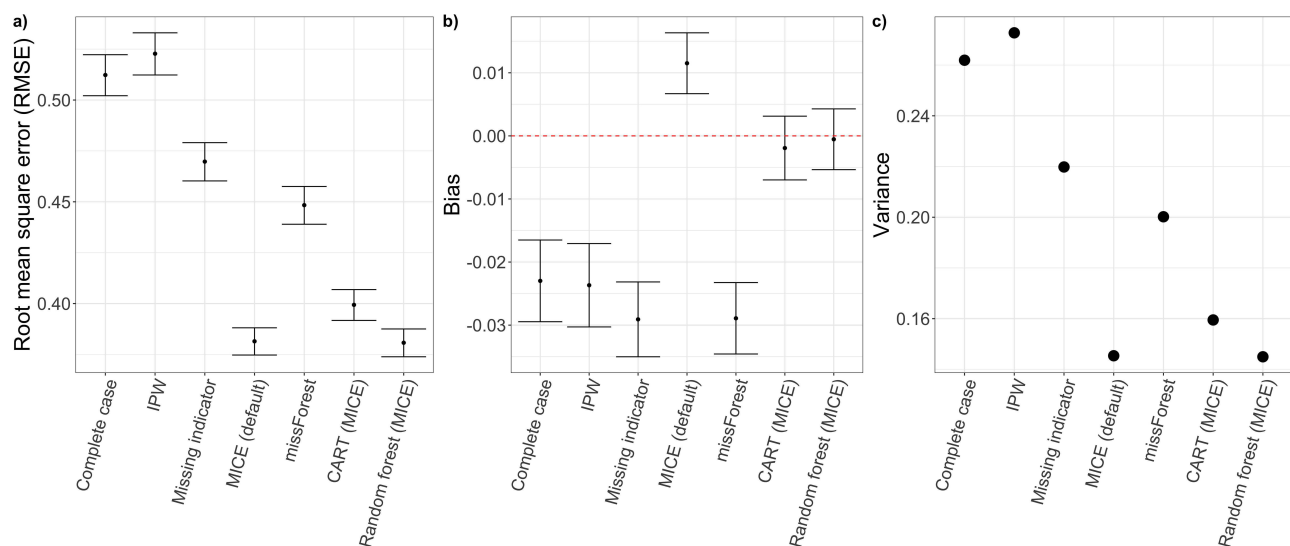 a)
Root mean square error (RMSE)
0.50
0.45
0.40
Complete case
IPW
Missing indicator
MICE (default)
missForest
CART (MICE)
Random forest (MICE)
b)
Bias
0.01
0.00
-0.01
-0.02
-0.03
Complete case
IPW
Missing indicator
MICE (default)
missForest
CART (MICE)
Random forest (MICE)
c)
Variance
0.24
0.20
0.16
Complete case
IPW
Missing indicator
MICE (default)
missForest
CART (MICE)
Random forest (MICE)